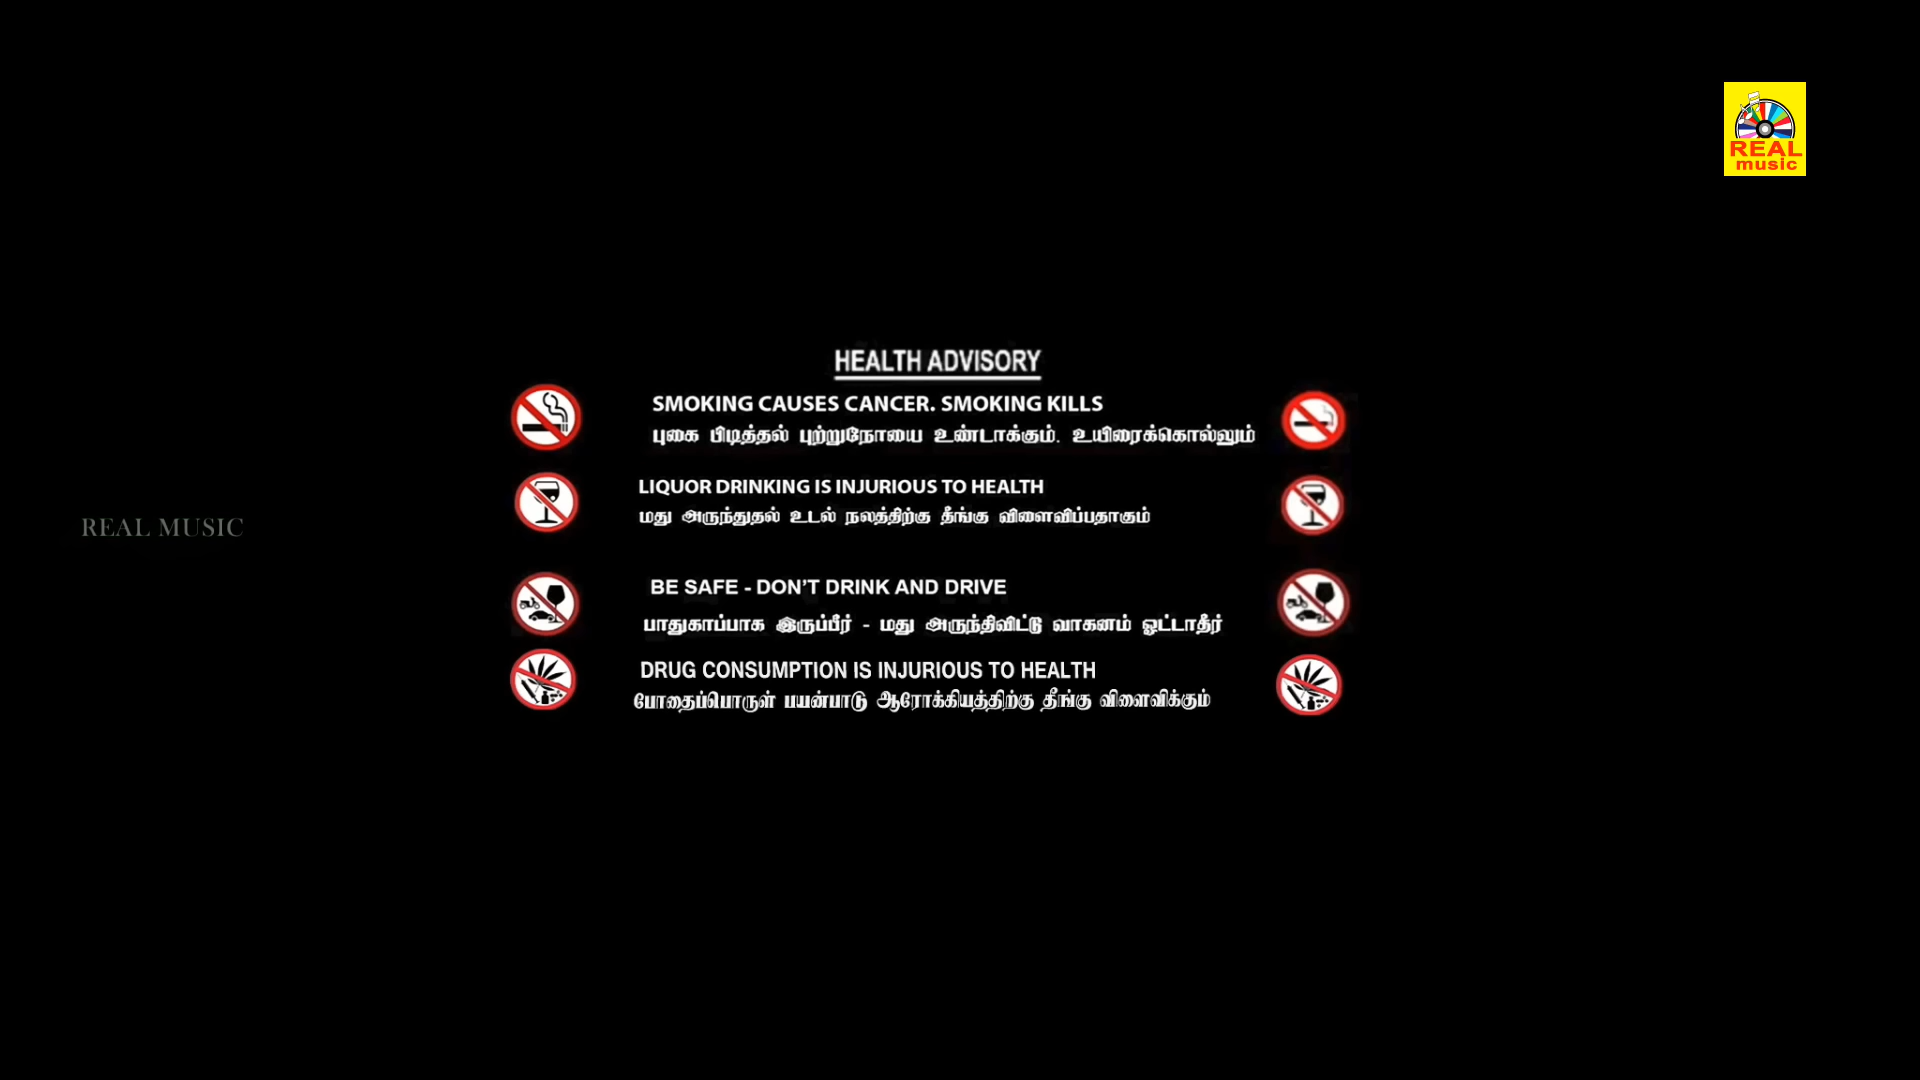 REAL
music
HEALTH ADVISORY
SMOKING CAUSES CANCER. SMOKING KILLS
புகை பிடித்தல் புற்றுநோயை உண்டாக்கும். உயிரைக்கொல்லும்
LIQUOR DRINKING IS INJURIOUS TO HEALTH
மது அருந்துதல் உடல் நலத்திற்கு தீங்கு விளைவிப்பதாகும்
REAL MUSIC
BE SAFE - DON’T DRINK AND DRIVE
பாதுகாப்பாக இருப்பீர் - மது அருந்திவிட்டு வாகனம் ஓட்டாதீர்
DRUG CONSUMPTION IS INJURIOUS TO HEALTH
போதைப்பொருள் பயன்பாடு ஆரோக்கியத்திற்கு தீங்கு விளைவிக்கும்